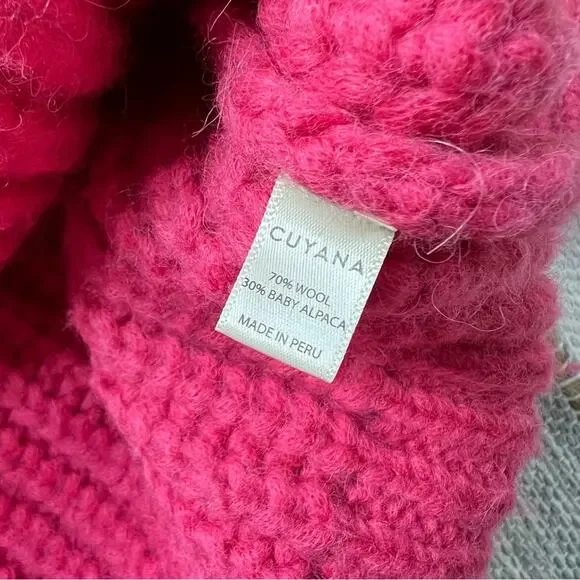 CUYANA
70% WOOL
30% BABY ALPACA
MADE IN PERU